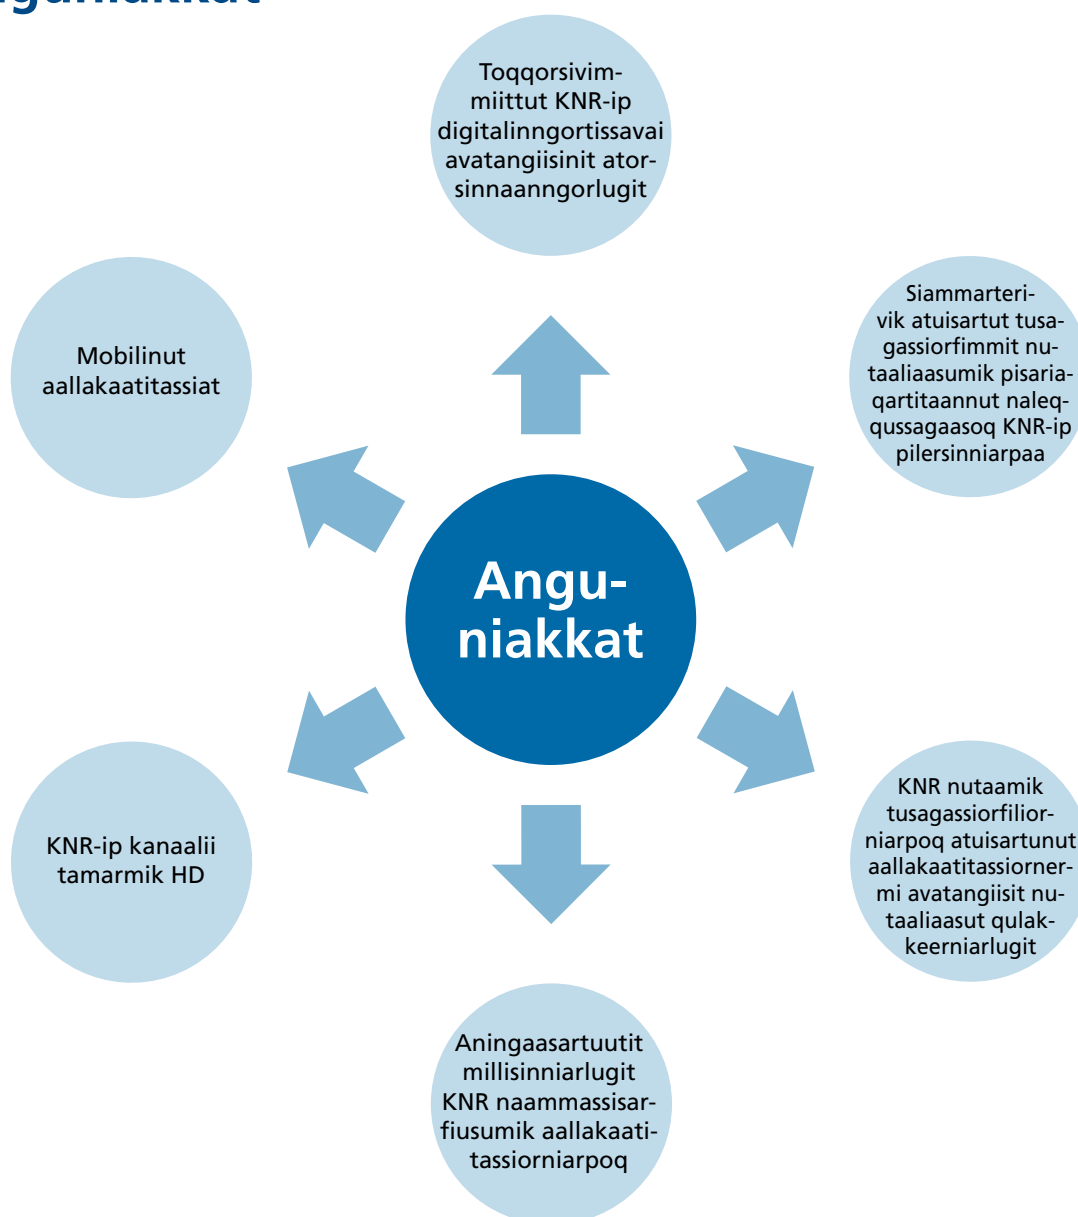 Toqqorsivim-
miittut KNR-ip
digitalinngortissavai
avatangiisinit ator-
sinnaanngorlugit
Mobilinut
aallakaatitassiat
Siammarteri-
vik atuisartut tusa-
gassiorfimmit nu-
taaliaasumik pisaria-
qartitaannut naleq-
qussagaasoq KNR-ip
pilersinniarpaa
Angu-
niakkat
KNR-ip kanaalii
tamarmik HD
KNR nutaamik
tusagassiorfilior-
niarpoq atuisartunut
aallakaatitassiorner-
mi avatangiisit nu-
taaliaasut qulak-
keerniarlugit
Aningaasartuutit
millisinniarlugit
KNR naammassisar-
fiusumik aallakaati-
tassiorniarpoq